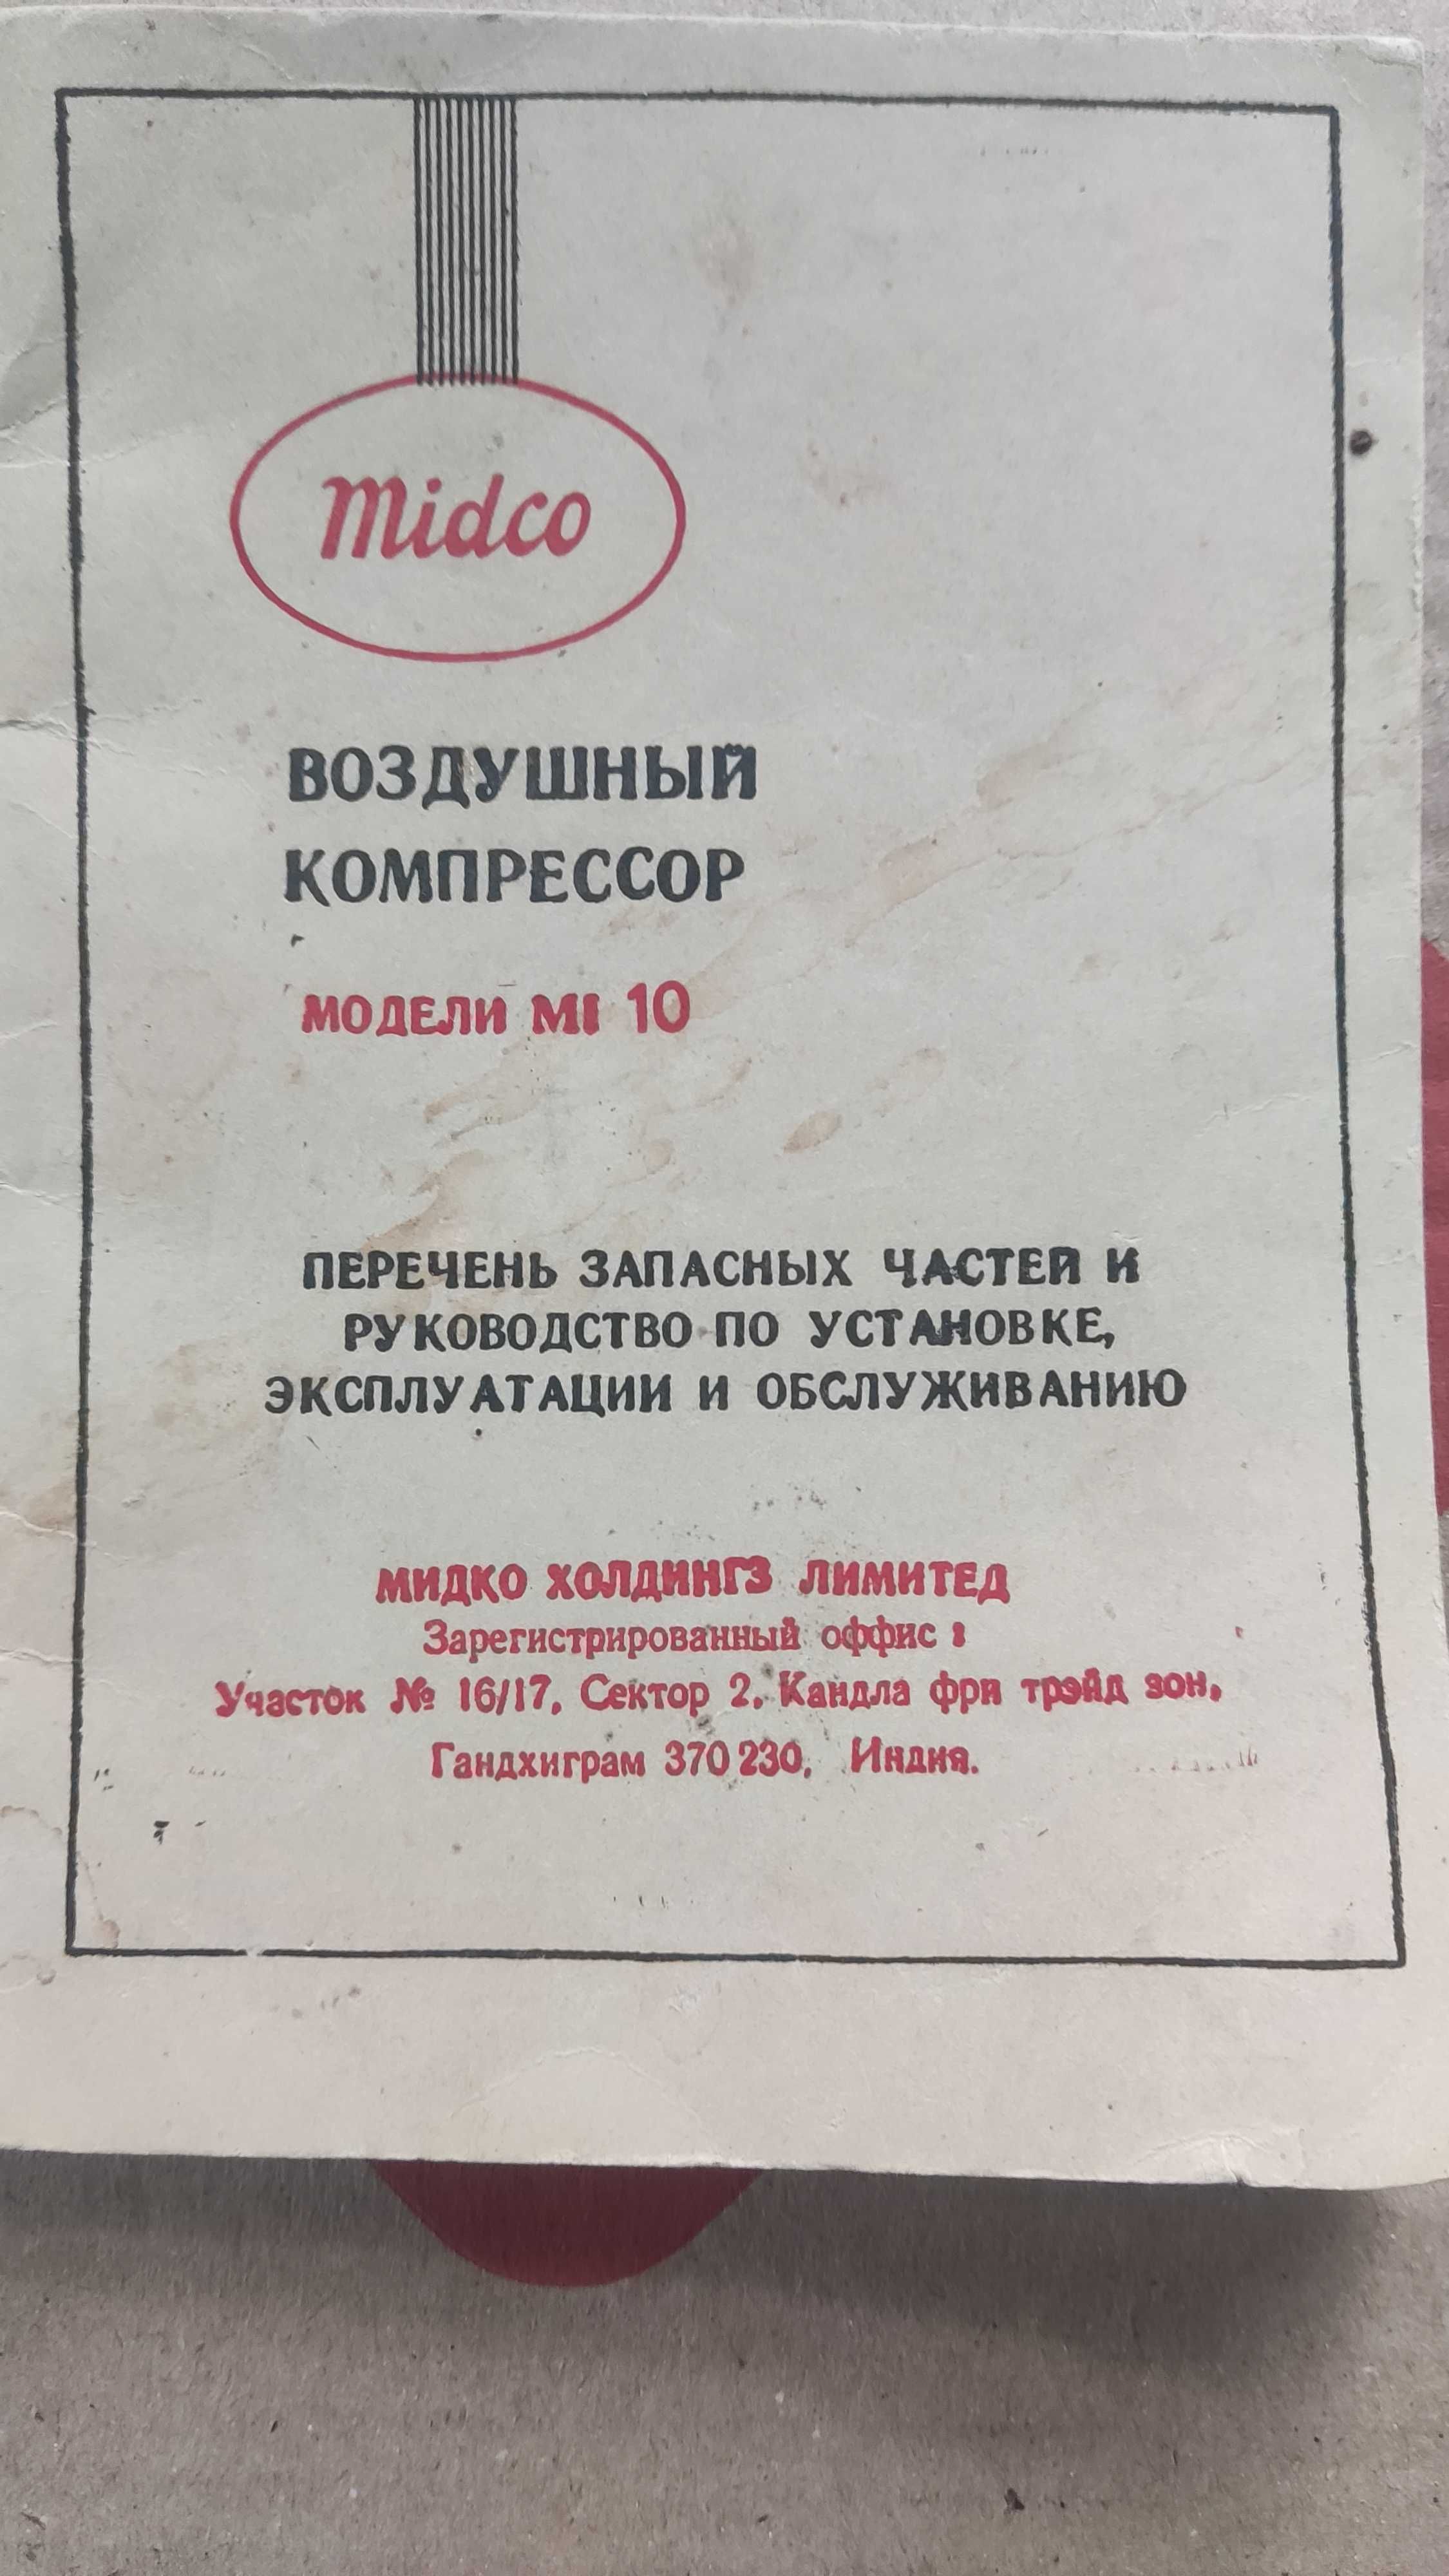 Midco
ВОЗДУШНЫЙ
КОМПРЕССОР
МОДЕЛИ MI 10
ПЕРЕЧЕНЬ ЗАПАСНЫХ ЧАСТЕЙ И
РУКОВОДСТВО ПО УСТАНОВКЕ,
ЭКСПЛУАТАЦИИ И ОБСЛУЖИВАНИЮ
МИДКО ХОЛДИНГЗ ЛИМИТЕД
Зарегистрированный оффис :
Участок № 16/17, Сектор 2, Кандла фри трэйд зон,
Гандхиграм 370 230, Индия.